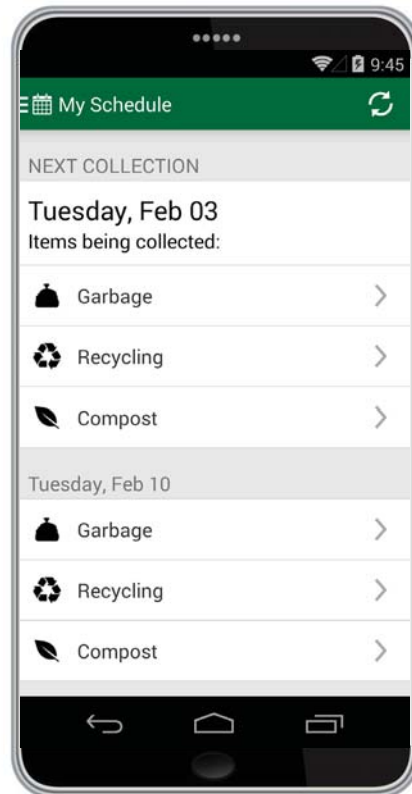 9:45
My Schedule
NEXT COLLECTION
Tuesday, Feb 03
Items being collected:
Garbage
Recycling
Compost
Tuesday, Feb 10
Garbage
Recycling
Compost